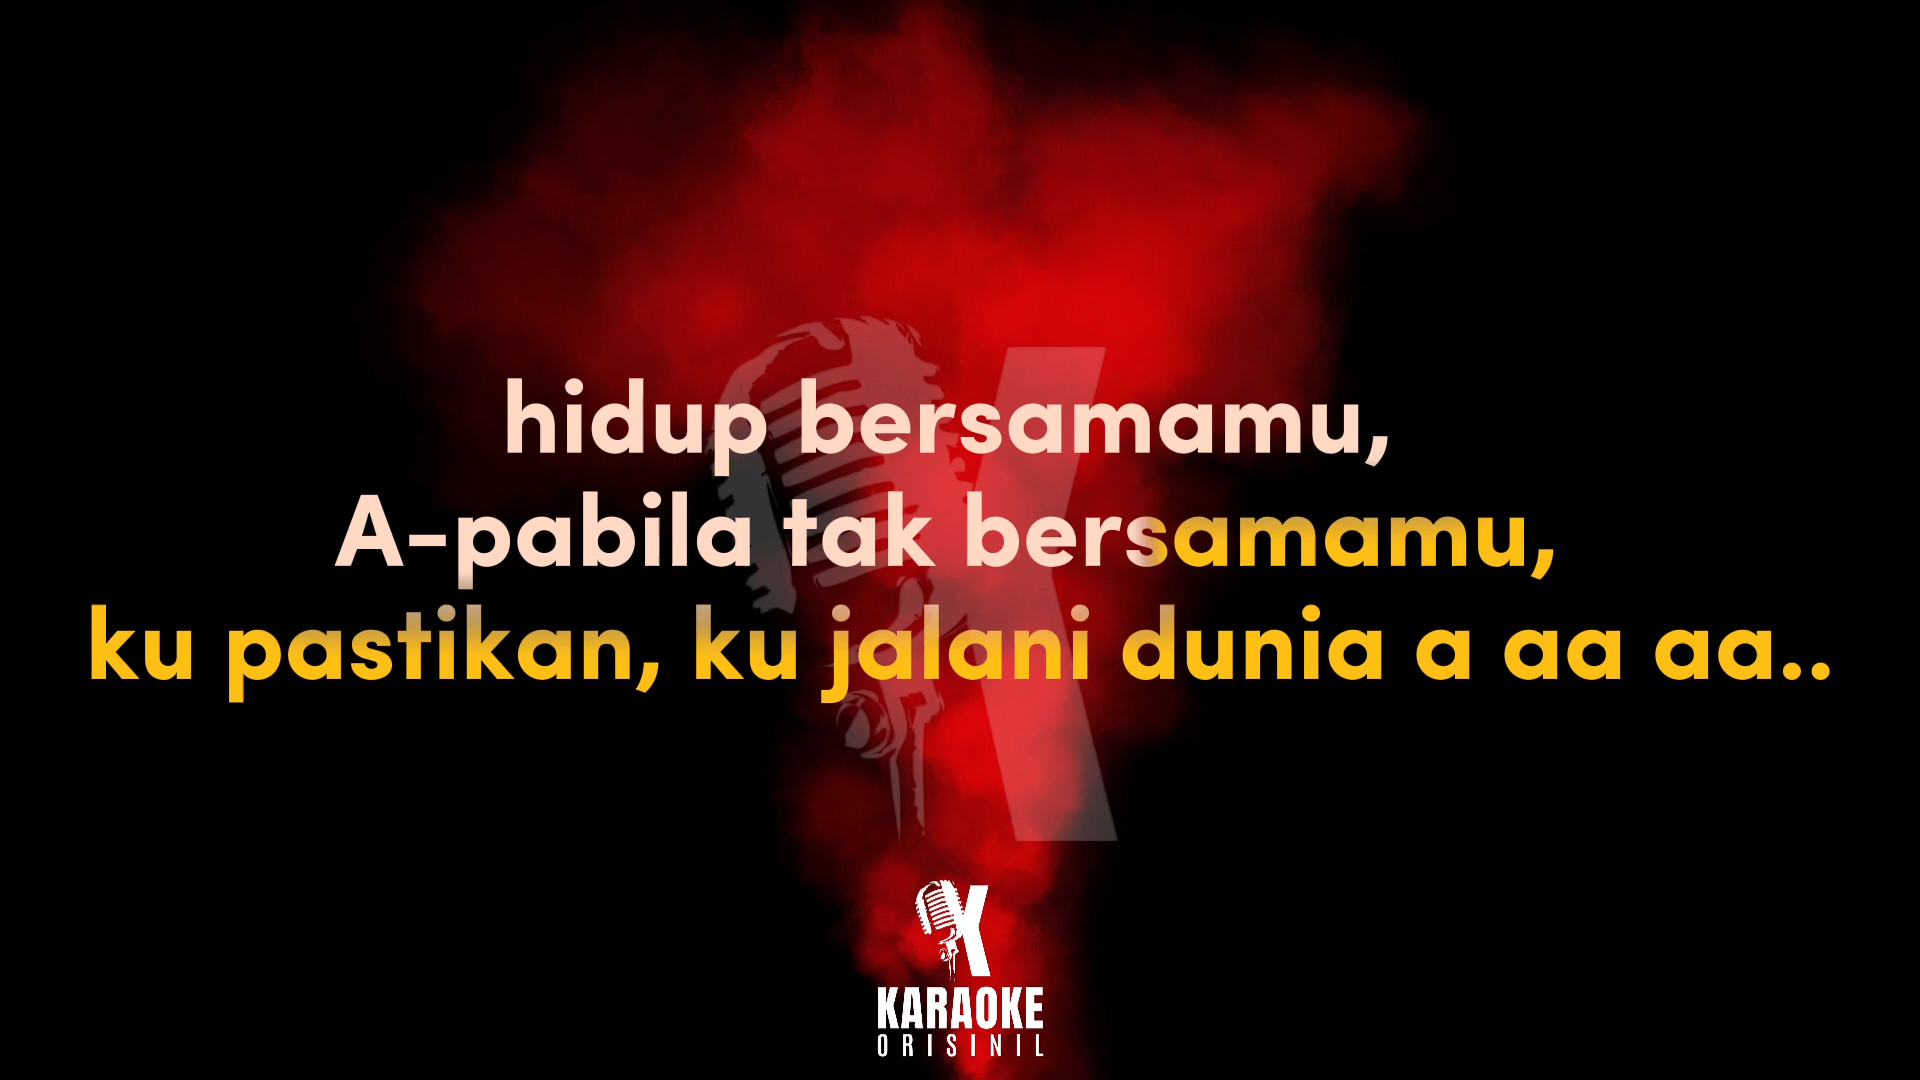 hidup bersamamu,
A-pabila tak bersamamu,
ku pastikan, ku jalani dunia a aa aa..
K
KARAOKE
ORISINIL